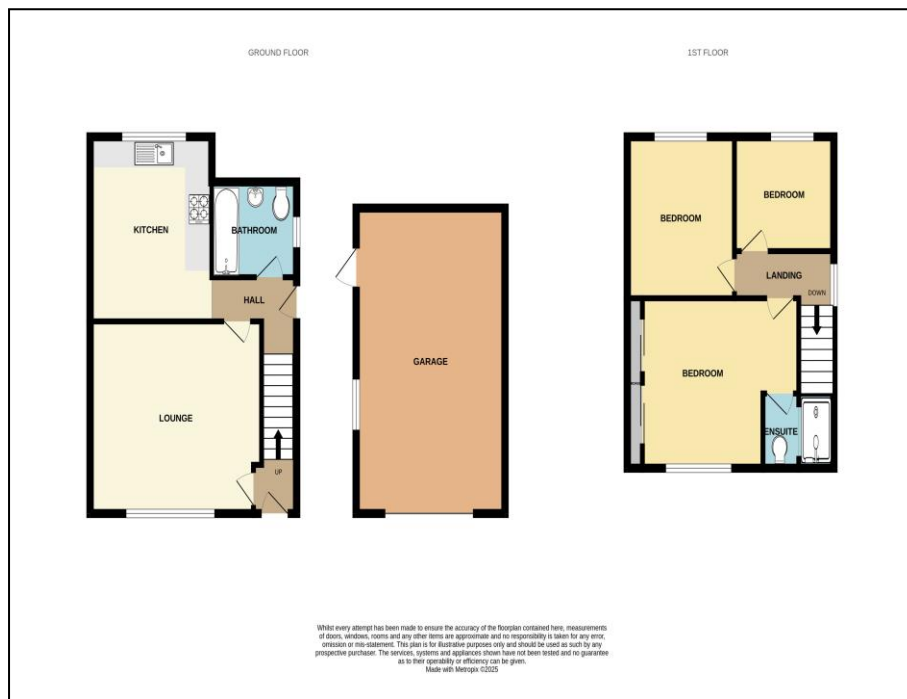 GROUND FLOOR
1ST FLOOR
KITCHEN
BATHROOM
HALL
LOUNGE
UP
GARAGE
BEDROOM
BEDROOM
LANDING
DOWN
BEDROOM
ENSUITE
Whilst every attempt has been made to ensure the accuracy of the floorplan contained here, measurements
of doors, windows, rooms and any other items are approximate and no responsibility is taken for any error,
omission or mis-statement. This plan is for illustrative purposes only and should be used as such by any
prospective purchaser. The services, systems and appliances shown have not been tested and no guarantee
as to their operability or efficiency can be given.
Made with Metropix ©2025